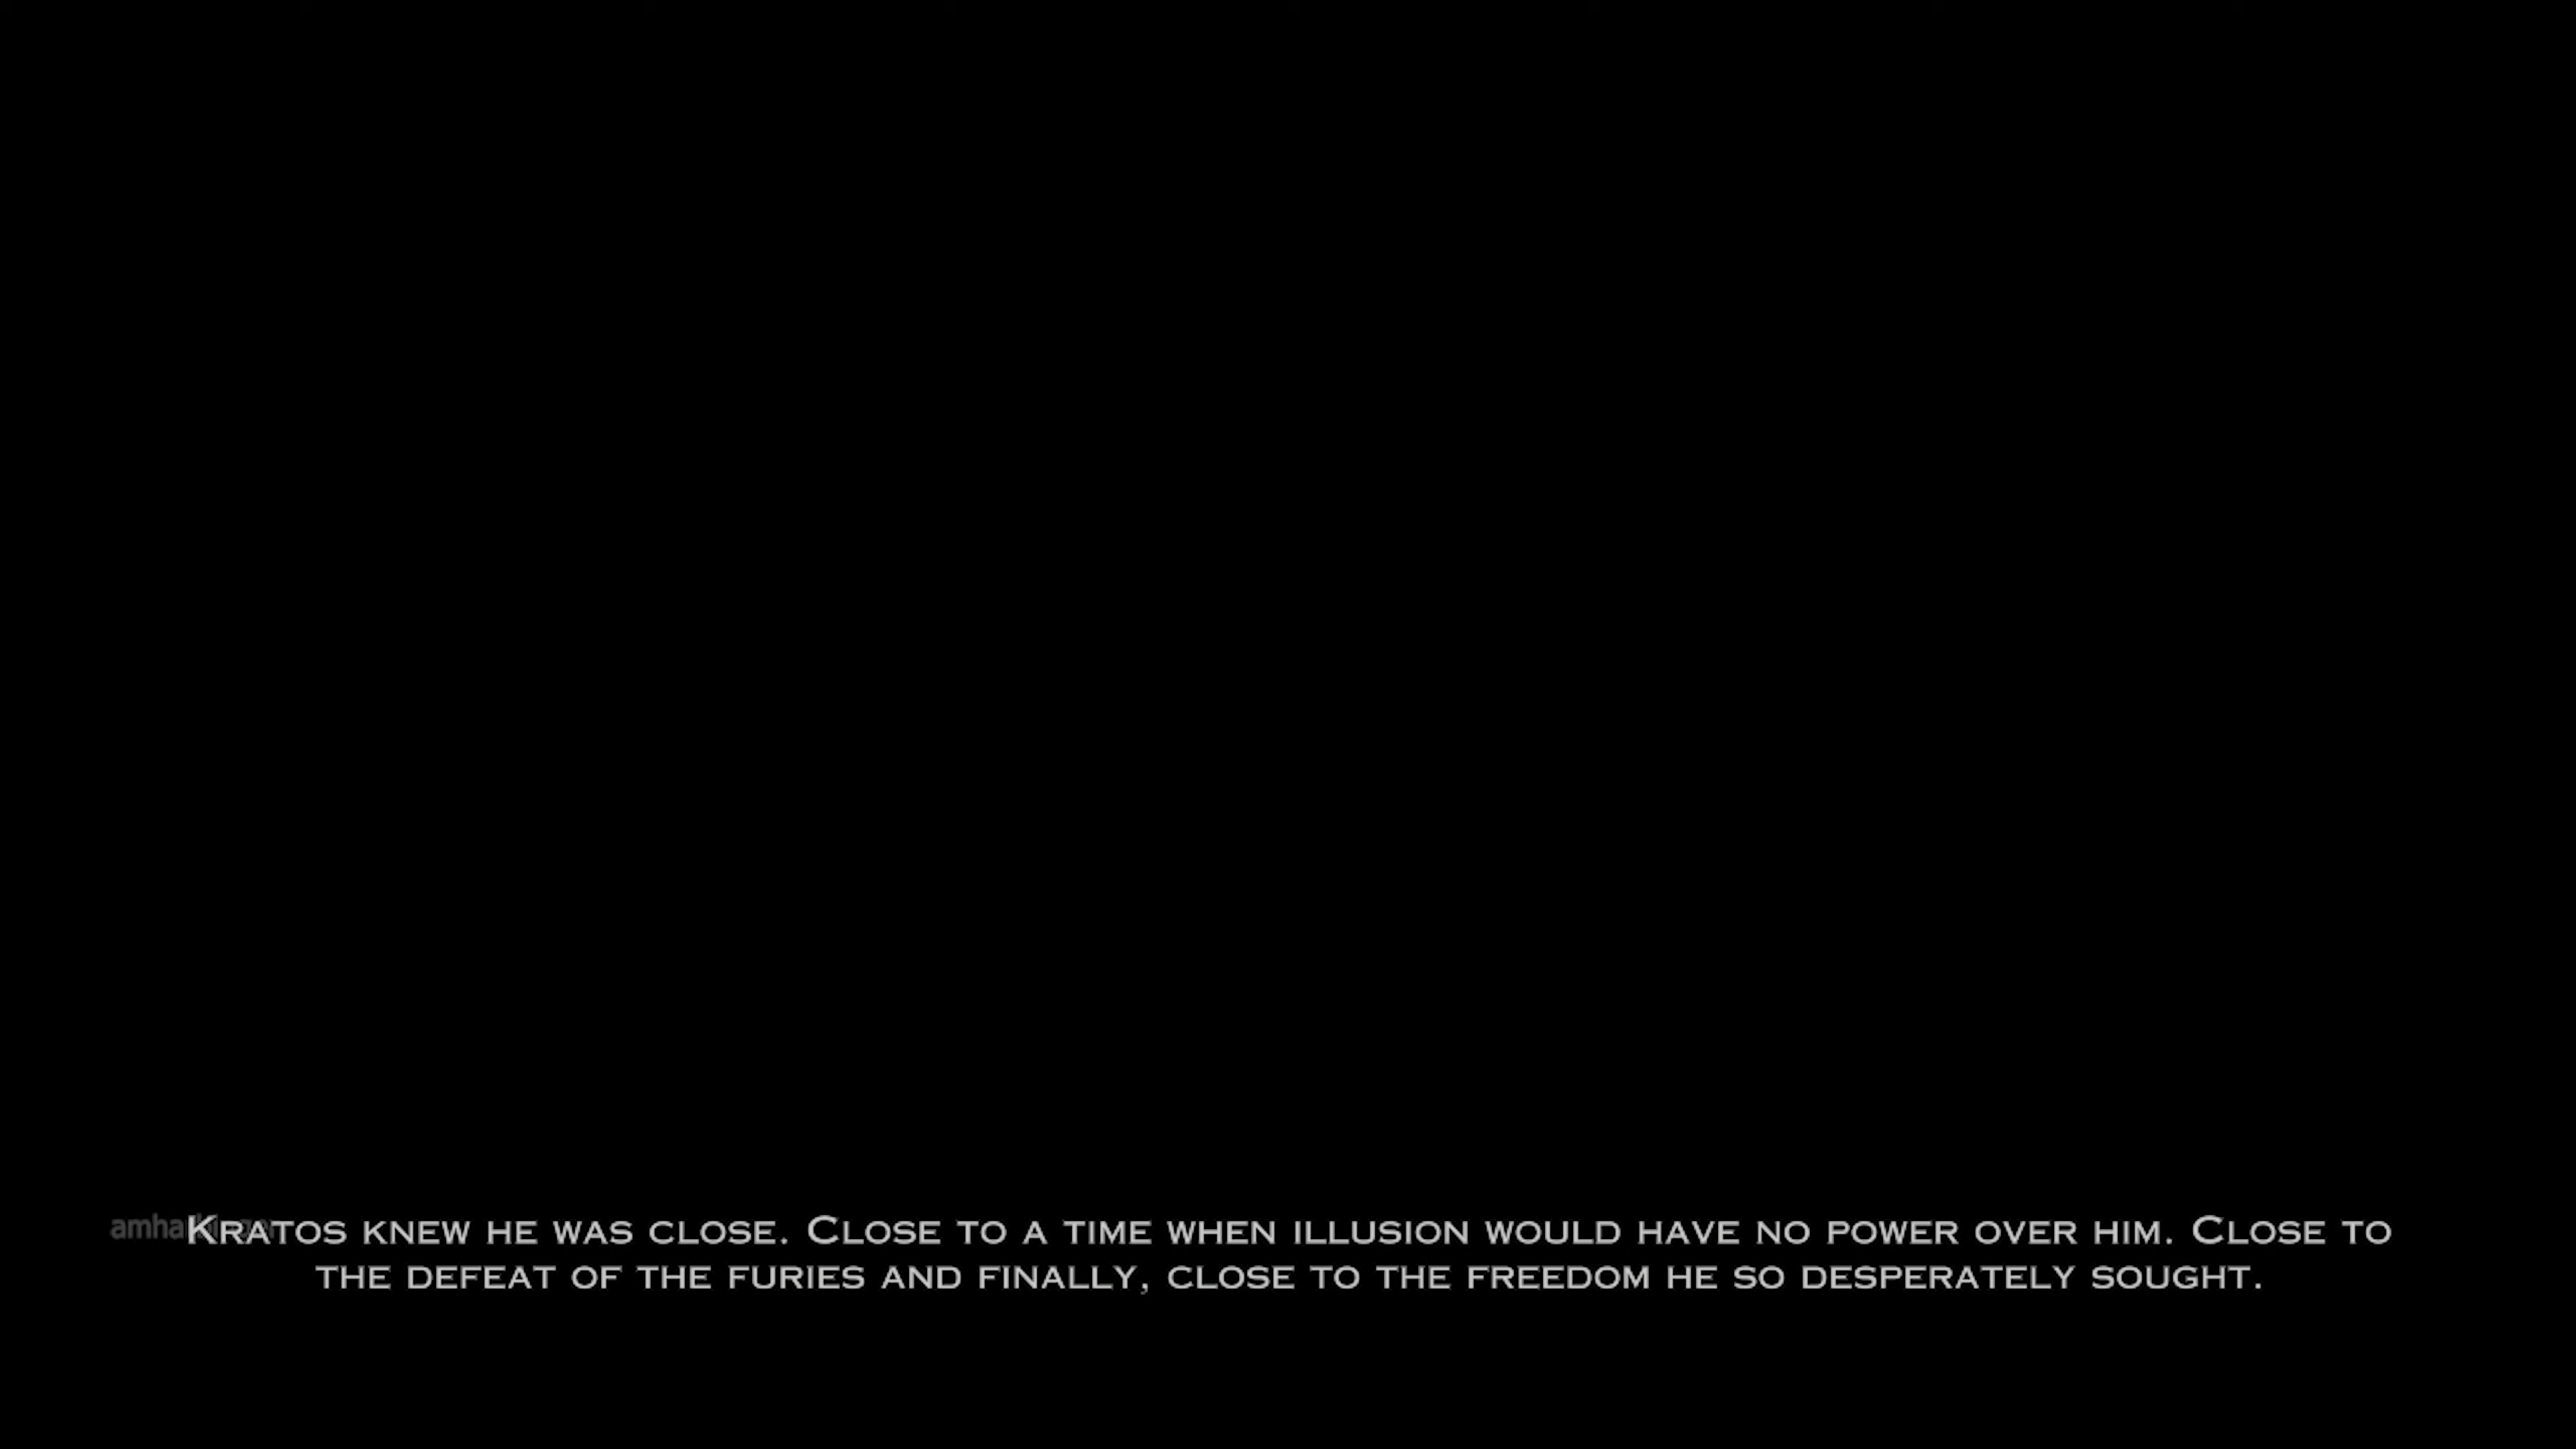 Kratos knew he was close. Close to a time when illusion would have no power over him. Close to
the defeat of the Furies and finally, close to the freedom he so desperately sought.